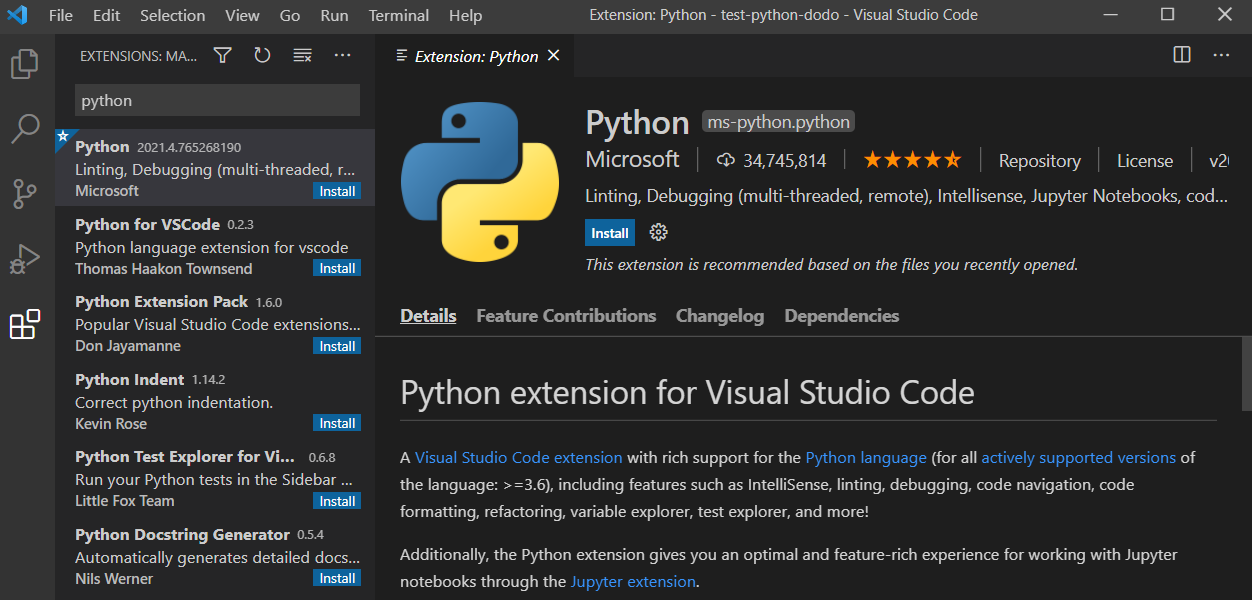 File Edit Selection View Go Run Terminal Help
Extension: Python - test-python-dodo - Visual Studio Code
EXTENSIONS: MA...
python
Python 2021.4.765268190
Linting, Debugging (multi-threaded, r...
Microsoft Install
Python for VSCode 0.2.3
Python language extension for vscode
Thomas Haakon Townsend Install
Python Extension Pack 1.6.0
Popular Visual Studio Code extensions...
Don Jayamanne Install
Python Indent 1.14.2
Correct python indentation.
Kevin Rose Install
Python Test Explorer for Vi... 0.6.8
Run your Python tests in the Sidebar ...
Little Fox Team Install
Python Docstring Generator 0.5.4
Automatically generates detailed docs...
Nils Werner Install
Extension: Python
Python ms-python.python
Microsoft 34,745,814 Repository License v20
Linting, Debugging (multi-threaded, remote), Intellisense, Jupyter Notebooks, cod...
Install
This extension is recommended based on the files you recently opened.
Details Feature Contributions Changelog Dependencies
Python extension for Visual Studio Code
A Visual Studio Code extension with rich support for the Python language (for all actively supported versions of
the language: >=3.6), including features such as IntelliSense, linting, debugging, code navigation, code
formatting, refactoring, variable explorer, test explorer, and more!
Additionally, the Python extension gives you an optimal and feature-rich experience for working with Jupyter
notebooks through the Jupyter extension.